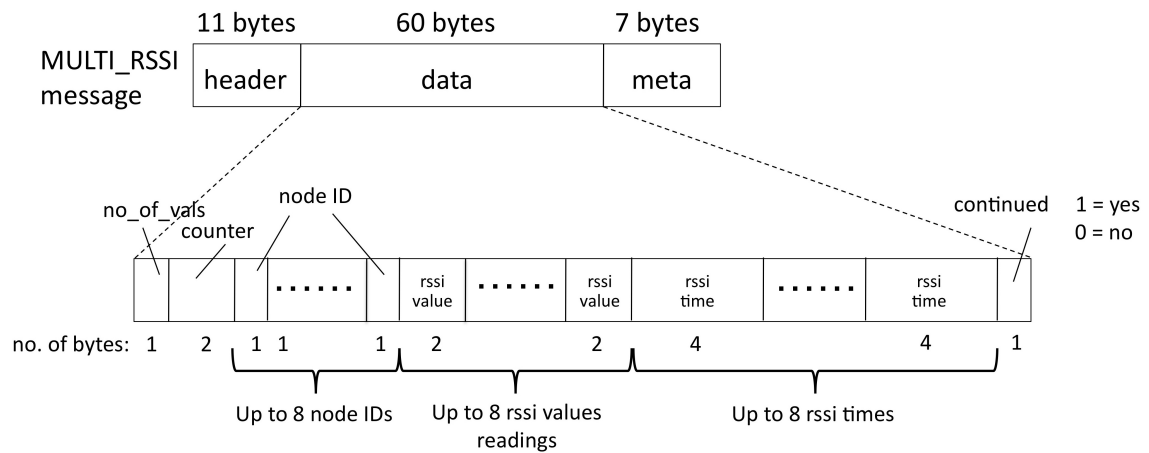 11 bytes 60 bytes 7 bytes
MULTI_RSSI
message
header data meta
node ID
no_of_vals
counter
continued 1 = yes
0 = no
rssi
value
rssi
value
rssi
time
rssi
time
no. of bytes: 1 2 1 1 1 2 2 4 4 1
Up to 8 node IDs
Up to 8 rssi values
readings
Up to 8 rssi times